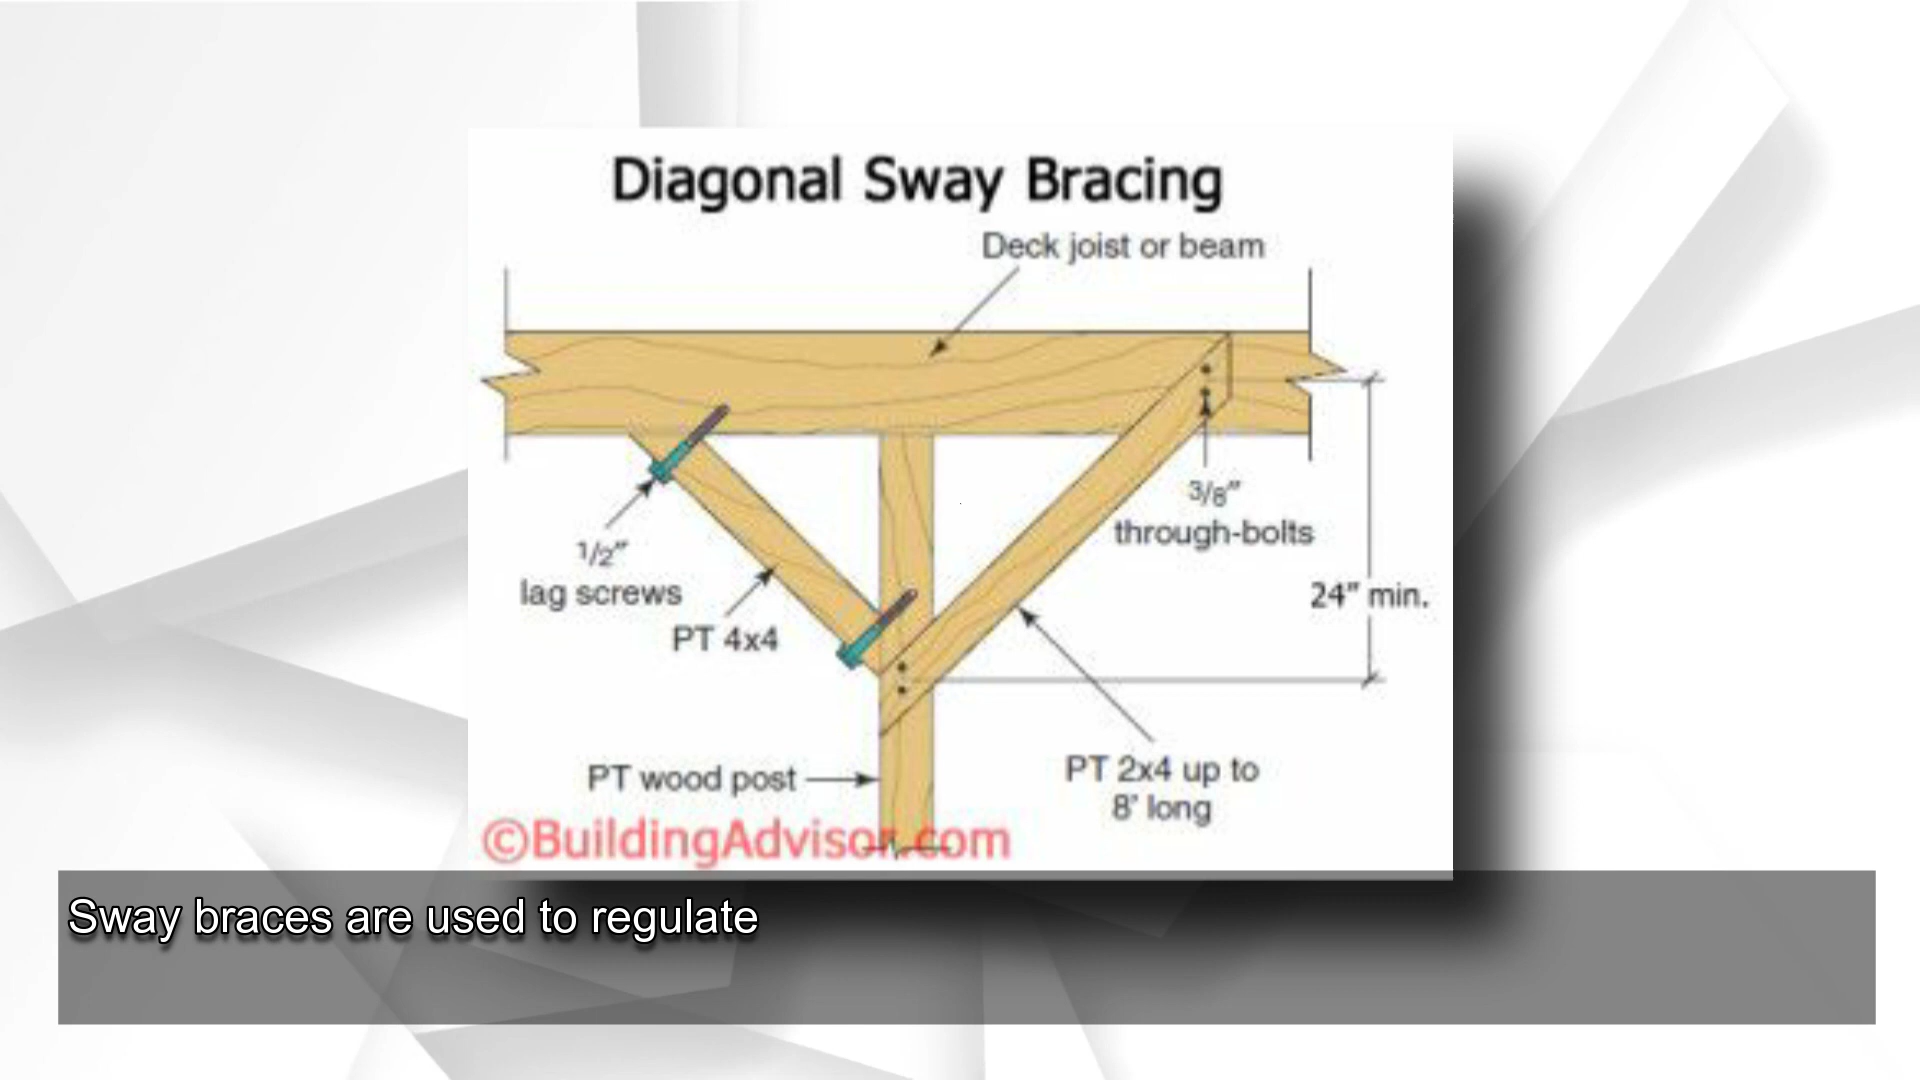 Diagonal Sway Bracing
Deck joist or beam
3/8"
through-bolts
1/2"
lag screws
24" min.
PT 4x4
PT wood post
PT 2x4 up to
8' long
©BuildingAdvisor.com
Sway braces are used to regulate